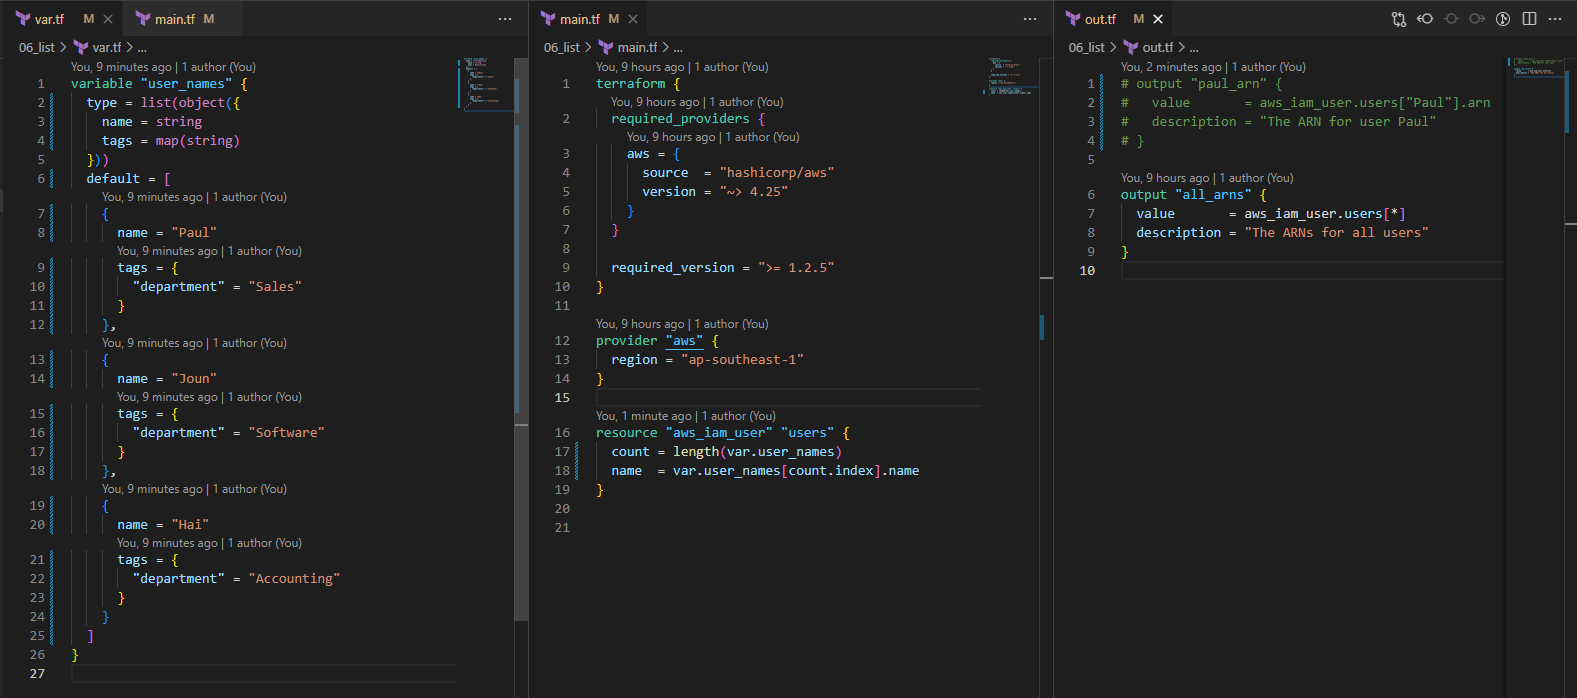 var.tf M
main.tf M
06_list > var.tf > ...
You, 9 minutes ago | 1 author (You)
1 variable "user_names" {
2 type = list(object({
3 name = string
4 tags = map(string)
5 }))
6 default = [
You, 9 minutes ago | 1 author (You)
7 {
8 name = "Paul"
You, 9 minutes ago | 1 author (You)
9 tags = {
10 "department" = "Sales"
11 }
12 },
You, 9 minutes ago | 1 author (You)
13 {
14 name = "Joun"
You, 9 minutes ago | 1 author (You)
15 tags = {
16 "department" = "Software"
17 }
18 },
You, 9 minutes ago | 1 author (You)
19 {
20 name = "Hai"
You, 9 minutes ago | 1 author (You)
21 tags = {
22 "department" = "Accounting"
23 }
24 }
25 ]
26 }
27
main.tf M
06_list > main.tf > ...
You, 9 hours ago | 1 author (You)
1 terraform {
You, 9 hours ago | 1 author (You)
2 required_providers {
You, 9 hours ago | 1 author (You)
3 aws = {
4 source = "hashicorp/aws"
5 version = "~> 4.25"
6 }
7 }
8
9 required_version = ">= 1.2.5"
10 }
11
You, 9 hours ago | 1 author (You)
12 provider "aws" {
13 region = "ap-southeast-1"
14 }
15
You, 1 minute ago | 1 author (You)
16 resource "aws_iam_user" "users" {
17 count = length(var.user_names)
18 name = var.user_names[count.index].name
19 }
20
21
out.tf M
06_list > out.tf > ...
You, 2 minutes ago | 1 author (You)
1 # output "paul_arn" {
2 # value = aws_iam_user.users["Paul"].arn
3 # description = "The ARN for user Paul"
4 # }
5
You, 9 hours ago | 1 author (You)
6 output "all_arns" {
7 value = aws_iam_user.users[*]
8 description = "The ARNs for all users"
9 }
10